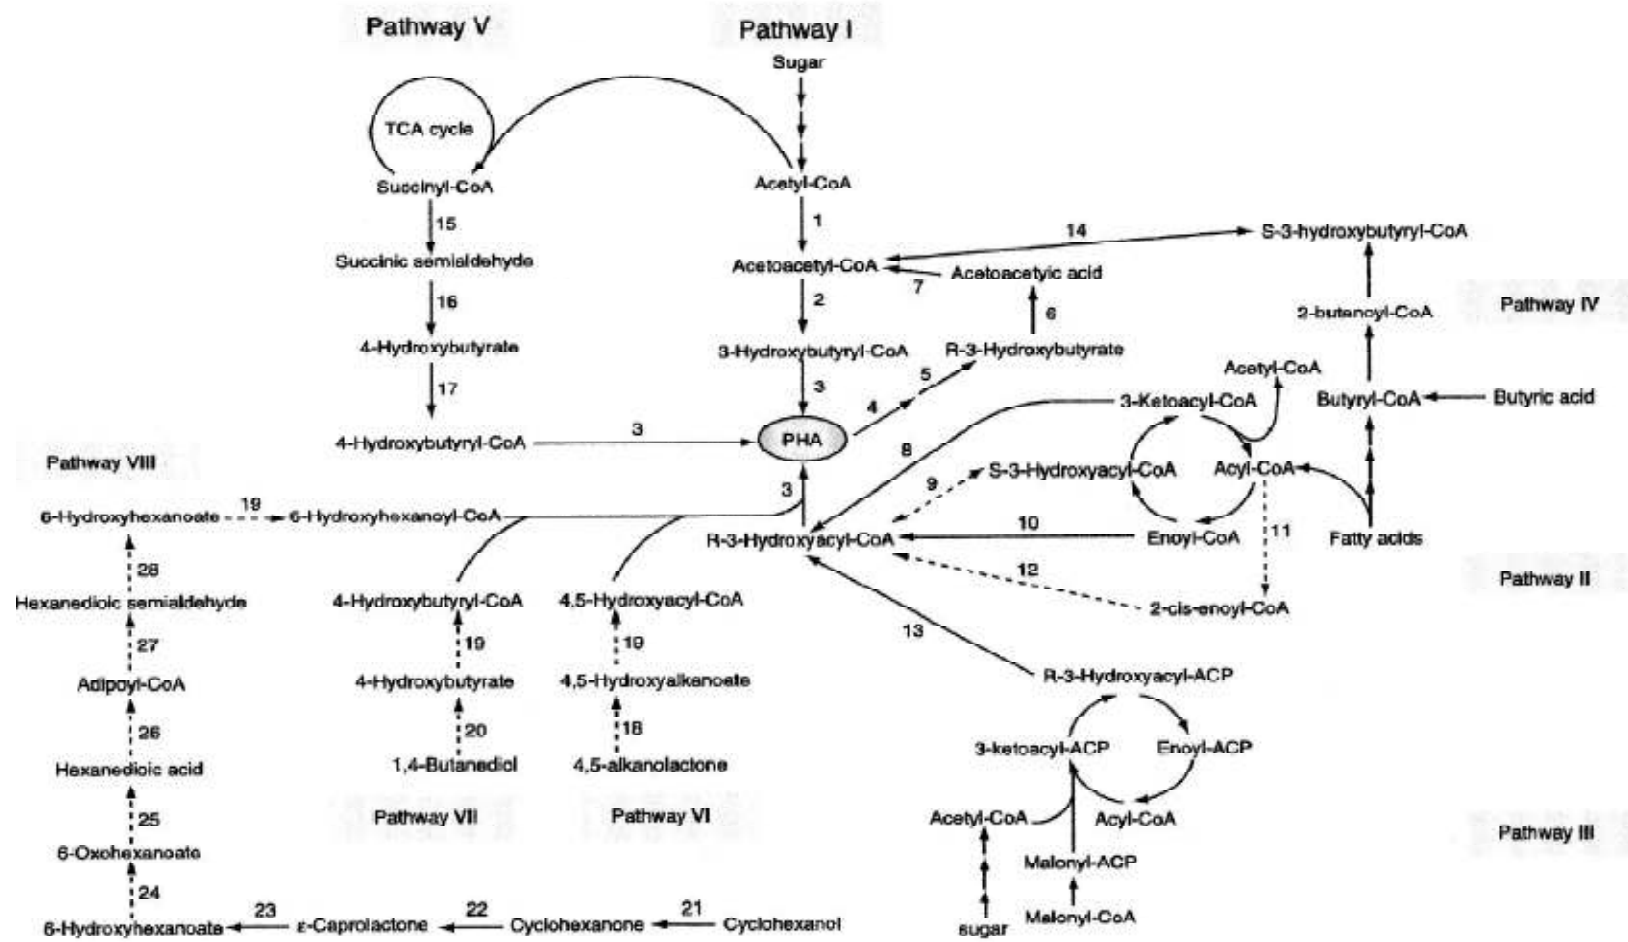 Pathway V
Pathway I
Sugar
TCA cycle
Succinyl-CoA
Acetyl-CoA
15
1
14
S-3-hydroxybutyryl-CoA
Succinic semialdehyde
Acetoacetyl-CoA
Acetoacetyic acid
7
16
2
6
2-butenoyl-CoA
Pathway IV
4-Hydroxybutyrate
3-Hydroxybutyryl-CoA
R-3-Hydroxybutyrate
17
3
5
4
Acetyl-CoA
3-Ketoacyl-CoA
Butyryl-CoA
Butyric acid
4-Hydroxybutyryl-CoA
3
PHA
8
Pathway VIII
S-3-Hydroxyacyl-CoA
Acyl-CoA
9
3
6-Hydroxyhexanoate
19
6-Hydroxyhexanoyl-CoA
R-3-Hydroxyacyl-CoA
10
Enoyl-CoA
11
Fatty acids
28
12
Pathway II
Hexanedioic semialdehyde
4-Hydroxybutyryl-CoA
4,5-Hydroxyacyl-CoA
2-cis-enoyl-CoA
27
19
19
13
Adipoyl-CoA
4-Hydroxybutyrate
4,5-Hydroxyalkanoate
R-3-Hydroxyacyl-ACP
26
20
18
3-ketoacyl-ACP
Enoyl-ACP
Hexanedioic acid
1,4-Butanediol
4,5-alkanolactone
25
Pathway VII
Pathway VI
Acetyl-CoA
Acyl-CoA
Pathway III
6-Oxohexanoate
Malonyl-ACP
24
6-Hydroxyhexanoate
23
ε-Caprolactone
22
Cyclohexanone
21
Cyclohexanol
sugar
Malonyl-CoA